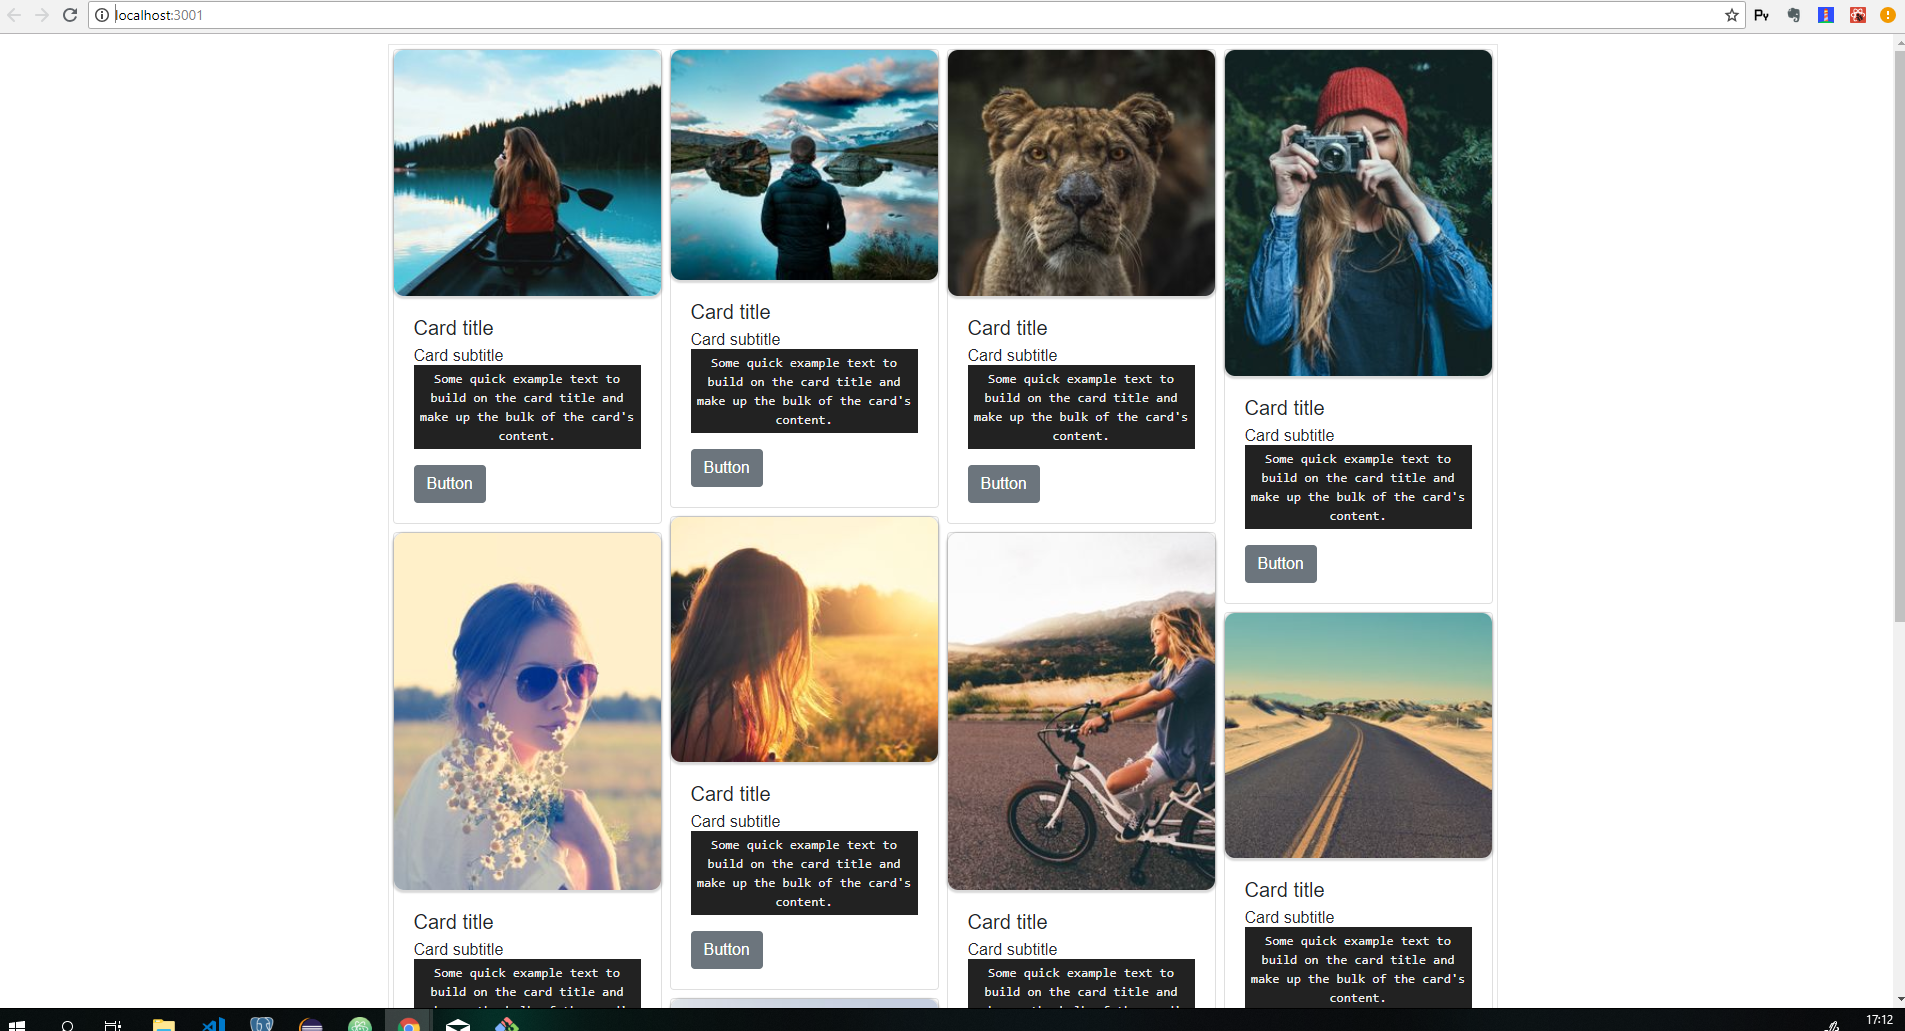 localhost:3001
Py
Card title
Card subtitle
Some quick example text to
build on the card title and
make up the bulk of the card's
content.
Button
Card title
Card subtitle
Some quick example text to
build on the card title and
make up the bulk of the card's
content.
Button
Card title
Card subtitle
Some quick example text to
build on the card title and
make up the bulk of the card's
content.
Button
Card title
Card subtitle
Some quick example text to
build on the card title and
make up the bulk of the card's
content.
Button
Card title
Card subtitle
Some quick example text to
build on the card title and
Card title
Card subtitle
Some quick example text to
build on the card title and
make up the bulk of the card's
content.
Button
Card title
Card subtitle
Some quick example text to
build on the card title and
Card title
Card subtitle
Some quick example text to
build on the card title and
make up the bulk of the card's
content.
17:12